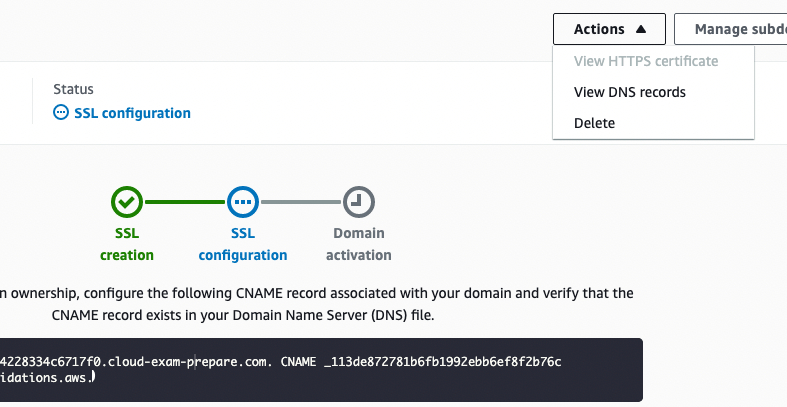 Actions ▲
Manage subd
View HTTPS certificate
View DNS records
Delete
Status
SSL configuration
SSL
creation
SSL
configuration
Domain
activation
n ownership, configure the following CNAME record associated with your domain and verify that the
CNAME record exists in your Domain Name Server (DNS) file.
4228334c6717f0.cloud-exam-prepare.com. CNAME _113de872781b6fb1992ebb6ef8f2b76c
idations.aws.